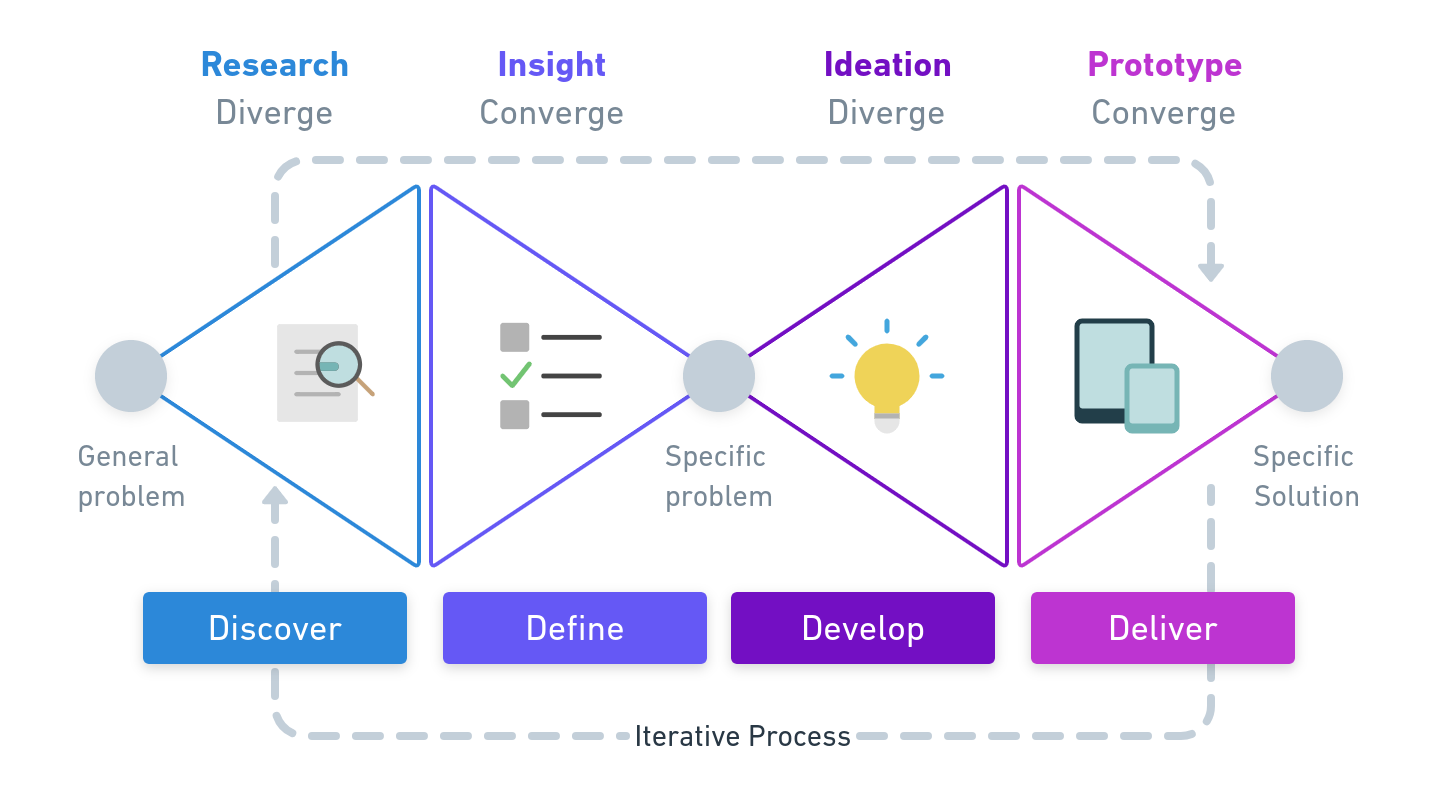 Research
Insight
Ideation
Prototype
Diverge
Converge
Diverge
Converge
General
problem
Specific
problem
Specific
Solution
Discover
Define
Develop
Deliver
Iterative Process